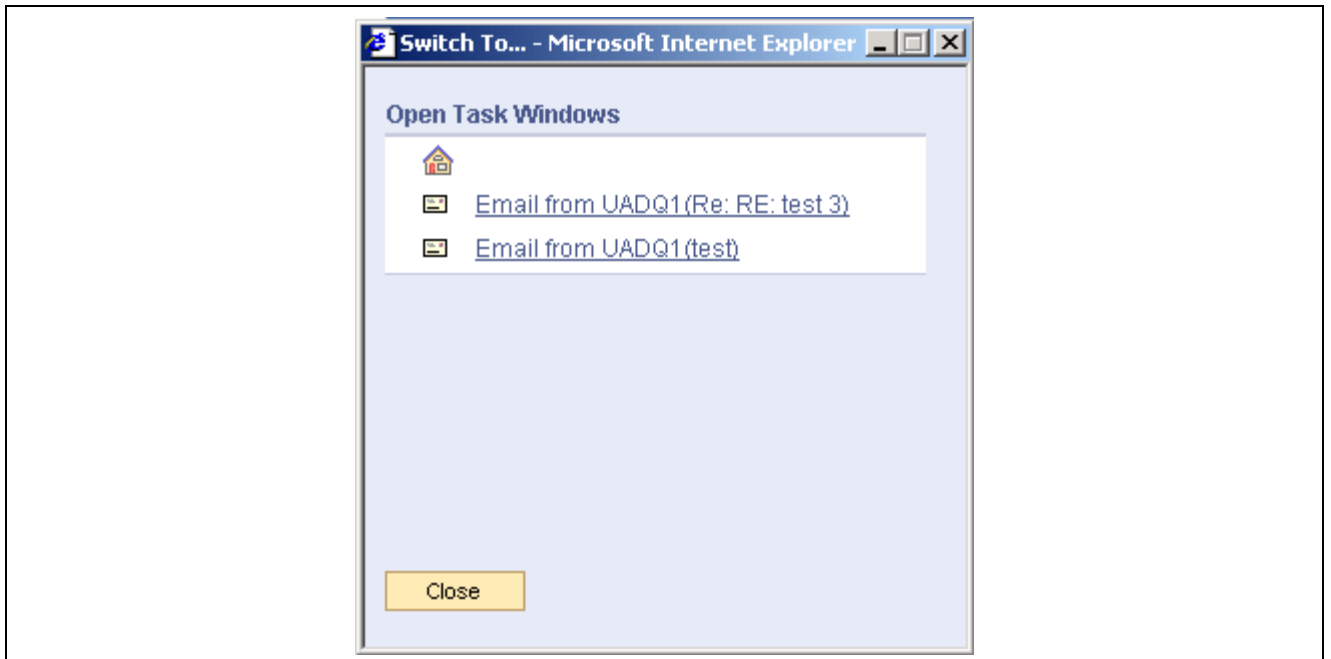 Switch To... - Microsoft Internet Explorer
Open Task Windows
Email from UADQ1(Re: RE: test 3)
Email from UADQ1(test)
Close